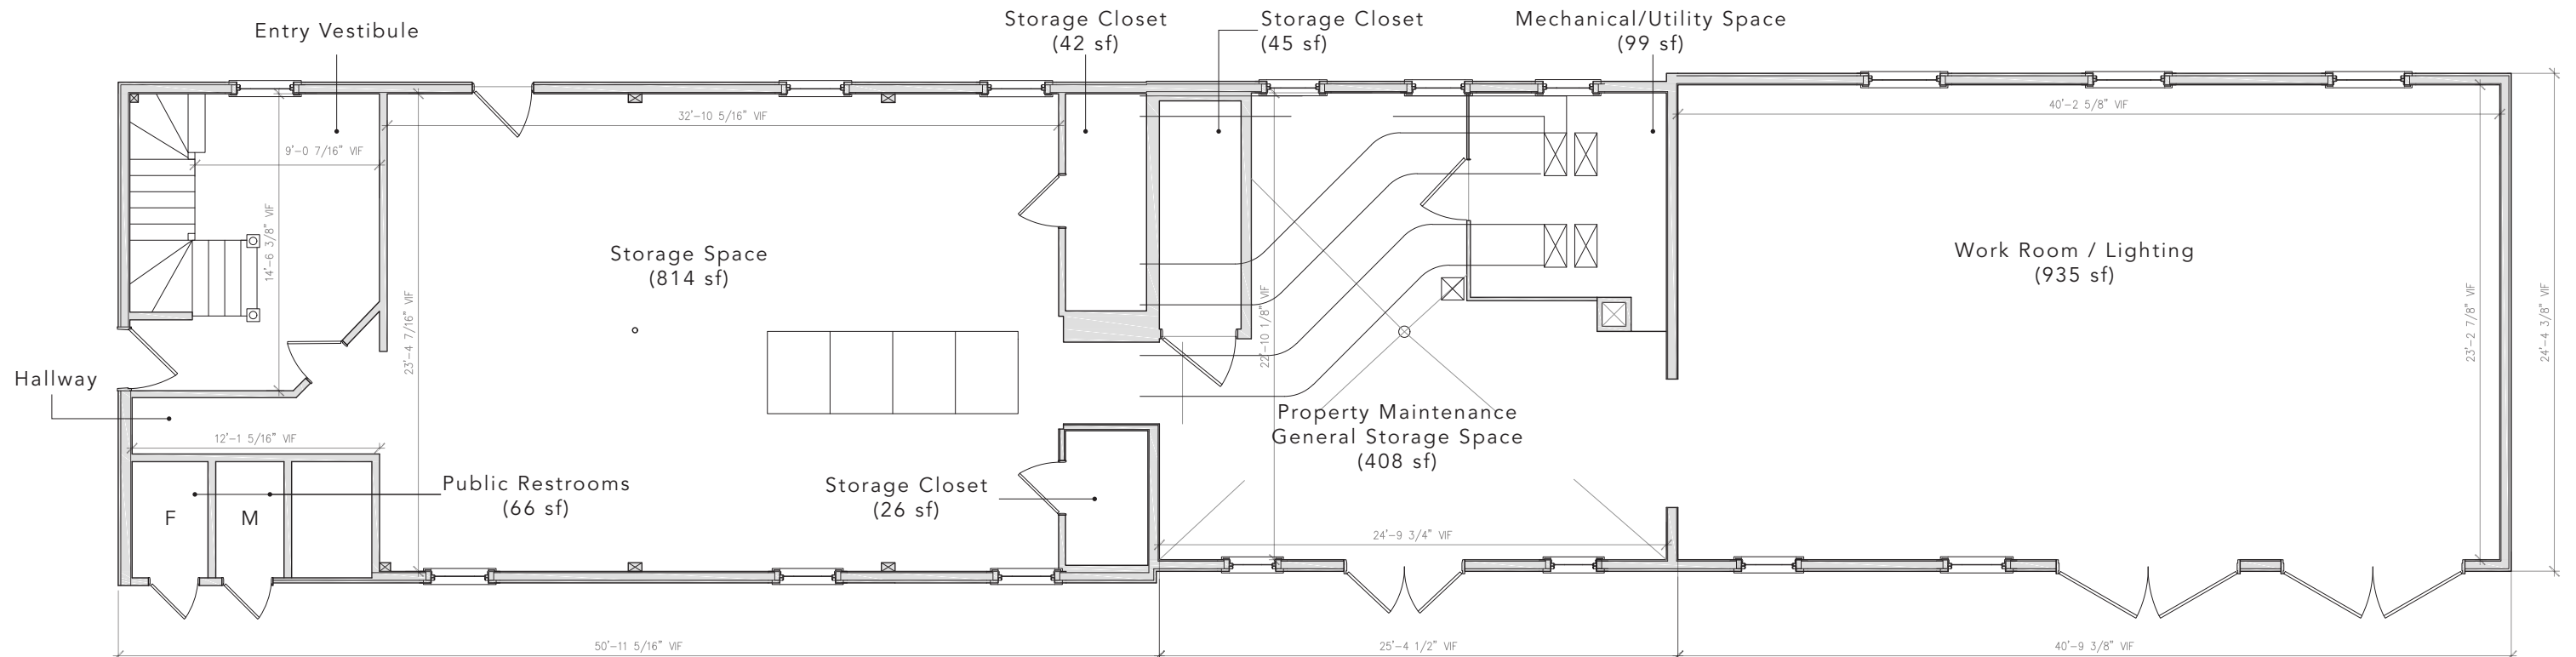 Entry Vestibule
Storage Closet
(42 sf)
Storage Closet
(45 sf)
Mechanical/Utility Space
(99 sf)
32'-10 5/16" VIF
40'-2 5/8" VIF
9'-0 7/16" VIF
14'-6 3/8" VIF
Storage Space
(814 sf)
Work Room / Lighting
(935 sf)
23'-4 7/16" VIF
22'-10 1/8" VIF
23'-2 7/8" VIF
24'-4 3/8" VIF
Hallway
12'-1 5/16" VIF
Property Maintenance
General Storage Space
(408 sf)
Public Restrooms
(66 sf)
Storage Closet
(26 sf)
F
M
24'-9 3/4" VIF
50'-11 5/16" VIF
25'-4 1/2" VIF
40'-9 3/8" VIF